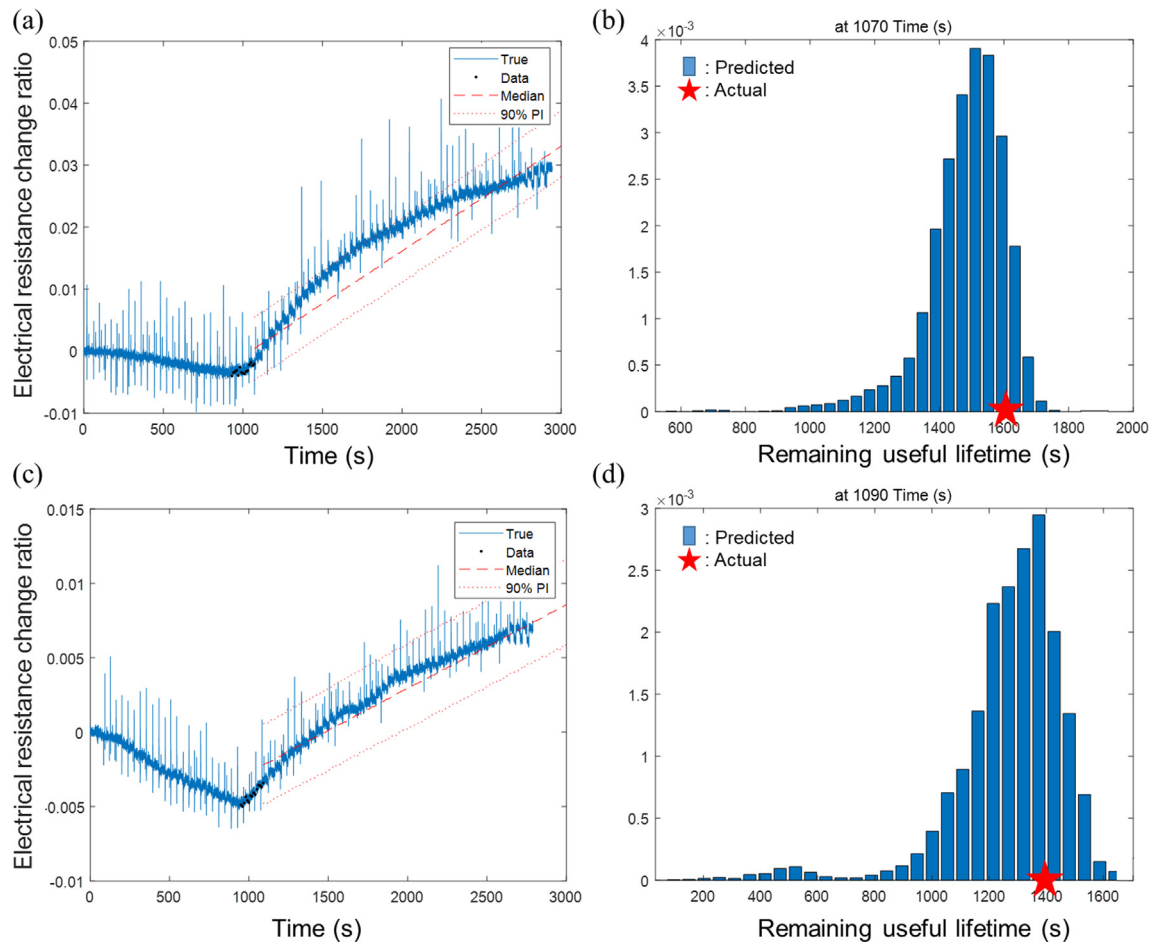 (a)
0.05
0.04
0.03
0.02
0.01
0
-0.01
Electrical resistance change ratio
True
Data
Median
90% PI
0
500
1000
1500
2000
2500
3000
Time (s)
(b)
at 1070 Time (s)
×10⁻³
4
3.5
3
2.5
2
1.5
1
0.5
0
: Predicted
: Actual
600
800
1000
1200
1400
1600
1800
2000
Remaining useful lifetime (s)
(c)
0.015
0.01
0.005
0
-0.005
-0.01
Electrical resistance change ratio
True
Data
Median
90% PI
0
500
1000
1500
2000
2500
3000
Time (s)
(d)
at 1090 Time (s)
×10⁻³
3
2.5
2
1.5
1
0.5
0
: Predicted
: Actual
200
400
600
800
1000
1200
1400
1600
Remaining useful lifetime (s)